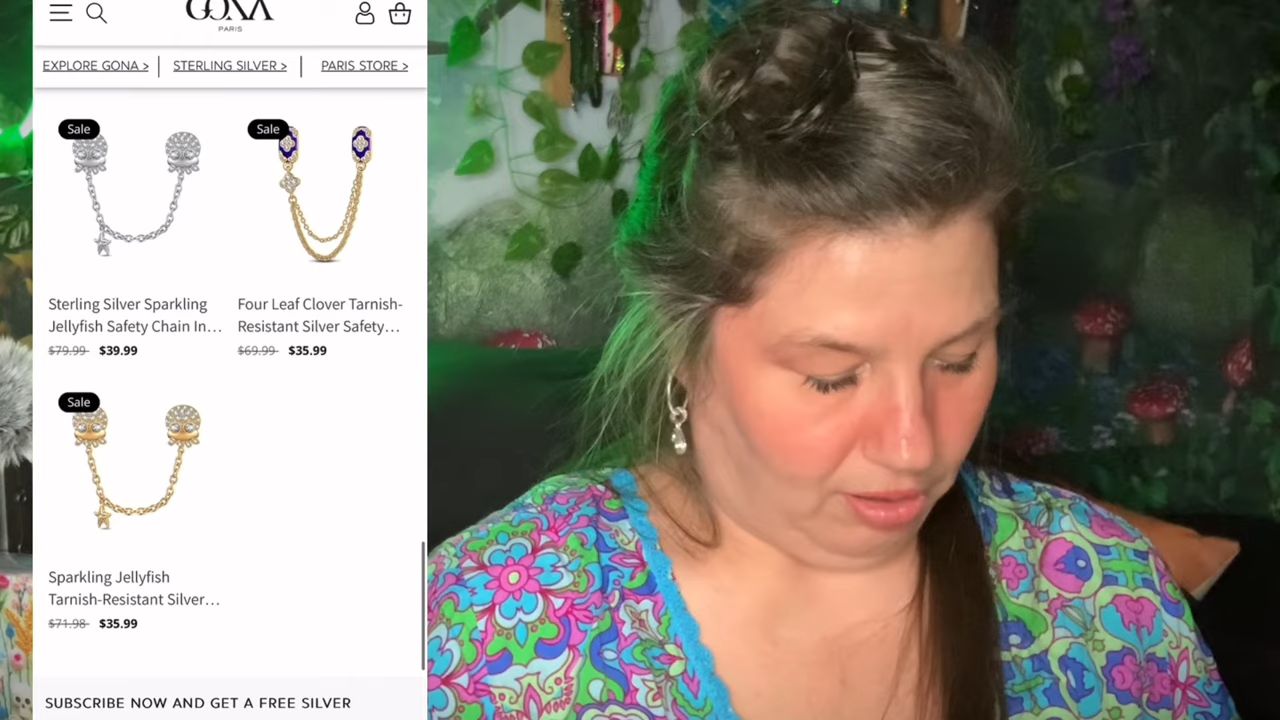 GONA
PARIS
EXPLORE GONA >
STERLING SILVER >
PARIS STORE >
Sale
Sale
Sterling Silver Sparkling
Jellyfish Safety Chain In...
$79.99 $39.99
Four Leaf Clover Tarnish-
Resistant Silver Safety...
$69.99 $35.99
Sale
Sparkling Jellyfish
Tarnish-Resistant Silver...
$71.98 $35.99
SUBSCRIBE NOW AND GET A FREE SILVER